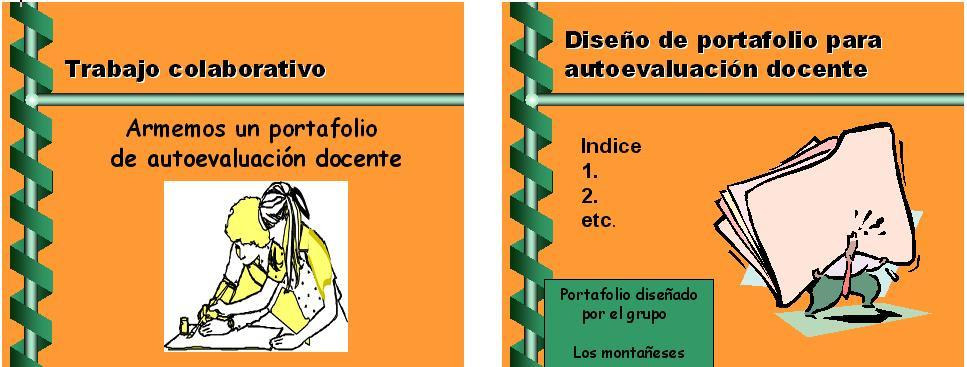 Trabajo colaborativo
Armemos un portafolio
de autoevaluación docente
Diseño de portafolio para
autoevaluación docente
Indice
1.
2.
etc.
Portafolio diseñado
por el grupo
Los montañeses